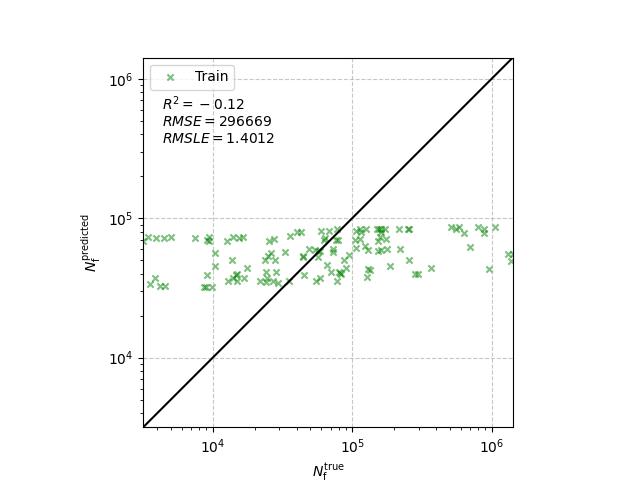 Train
R² = −0.12
RMSE = 296669
RMSLE = 1.4012
10⁶
10⁵
10⁴
N_f^predicted
10⁴ 10⁵ 10⁶
N_f^true